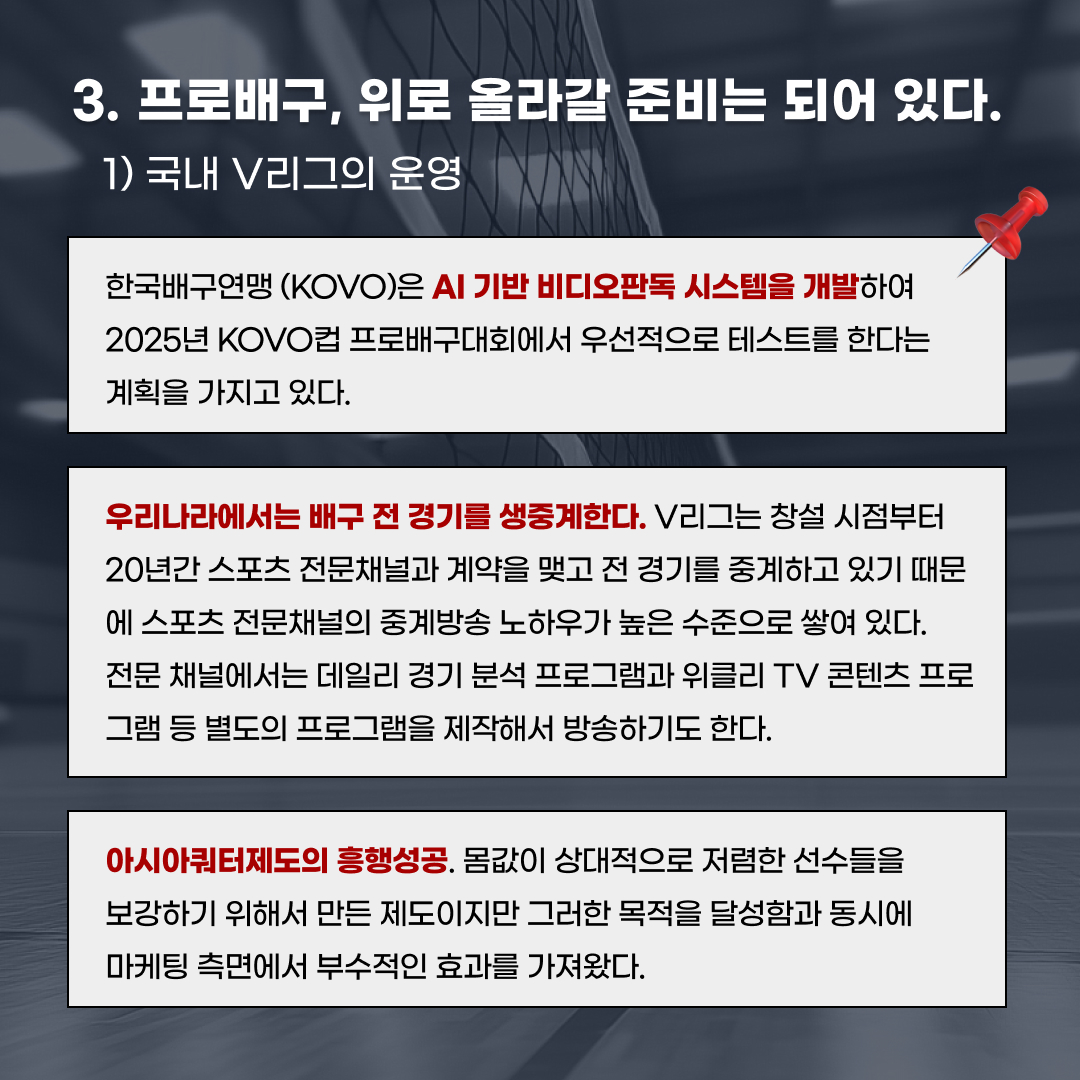 3. 프로배구, 위로 올라갈 준비는 되어 있다.
1) 국내 V리그의 운영
한국배구연맹 (KOVO)은 AI 기반 비디오판독 시스템을 개발하여
2025년 KOVO컵 프로배구대회에서 우선적으로 테스트를 한다는
계획을 가지고 있다.
우리나라에서는 배구 전 경기를 생중계한다. V리그는 창설 시점부터
20년간 스포츠 전문채널과 계약을 맺고 전 경기를 중계하고 있기 때문
에 스포츠 전문채널의 중계방송 노하우가 높은 수준으로 쌓여 있다.
전문 채널에서는 데일리 경기 분석 프로그램과 위클리 TV 콘텐츠 프로
그램 등 별도의 프로그램을 제작해서 방송하기도 한다.
아시아쿼터제도의 흥행성공. 몸값이 상대적으로 저렴한 선수들을
보강하기 위해서 만든 제도이지만 그러한 목적을 달성함과 동시에
마케팅 측면에서 부수적인 효과를 가져왔다.